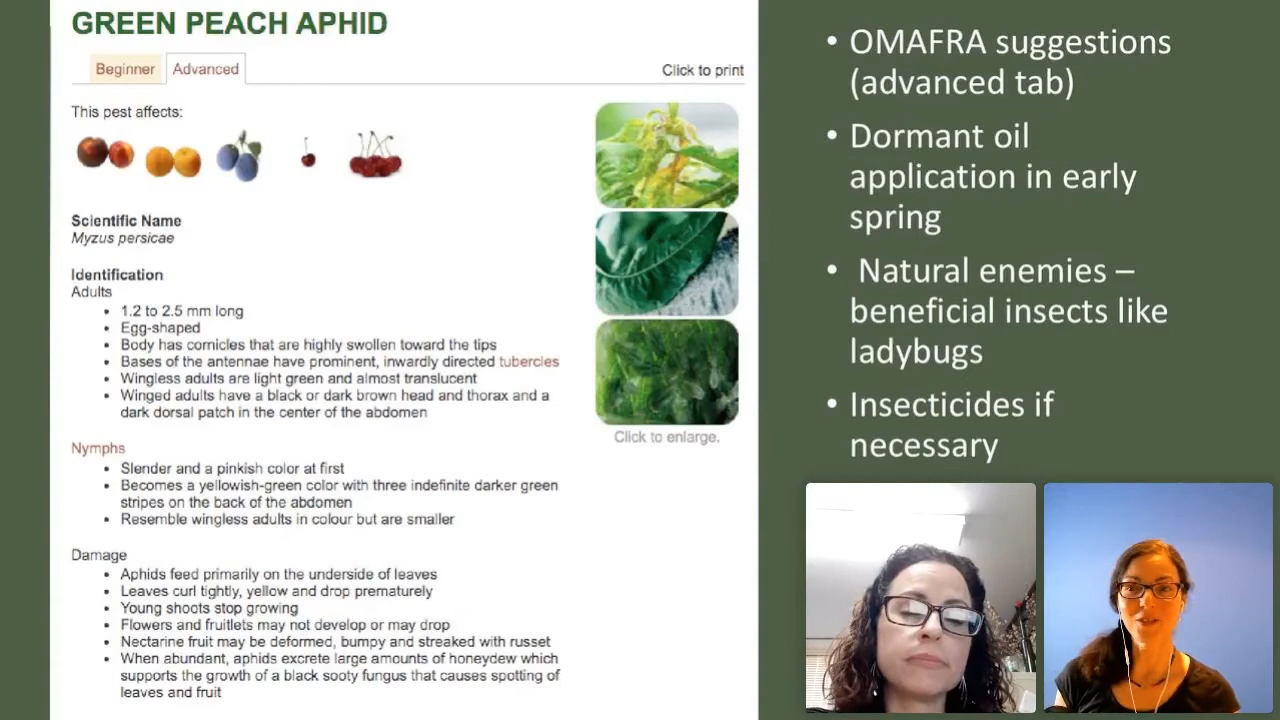 GREEN PEACH APHID
Beginner
Advanced
Click to print
This pest affects:
Scientific Name
Myzus persicae
Identification
Adults
• 1.2 to 2.5 mm long
• Egg-shaped
• Body has cornicles that are highly swollen toward the tips
• Bases of the antennae have prominent, inwardly directed tubercles
• Wingless adults are light green and almost translucent
• Winged adults have a black or dark brown head and thorax and a
dark dorsal patch in the center of the abdomen
Click to enlarge.
Nymphs
• Slender and a pinkish color at first
• Becomes a yellowish-green color with three indefinite darker green
stripes on the back of the abdomen
• Resemble wingless adults in colour but are smaller
Damage
• Aphids feed primarily on the underside of leaves
• Leaves curl tightly, yellow and drop prematurely
• Young shoots stop growing
• Flowers and fruitlets may not develop or may drop
• Nectarine fruit may be deformed, bumpy and streaked with russet
• When abundant, aphids excrete large amounts of honeydew which
supports the growth of a black sooty fungus that causes spotting of
leaves and fruit
• OMAFRA suggestions
(advanced tab)
• Dormant oil
application in early
spring
• Natural enemies –
beneficial insects like
ladybugs
• Insecticides if
necessary